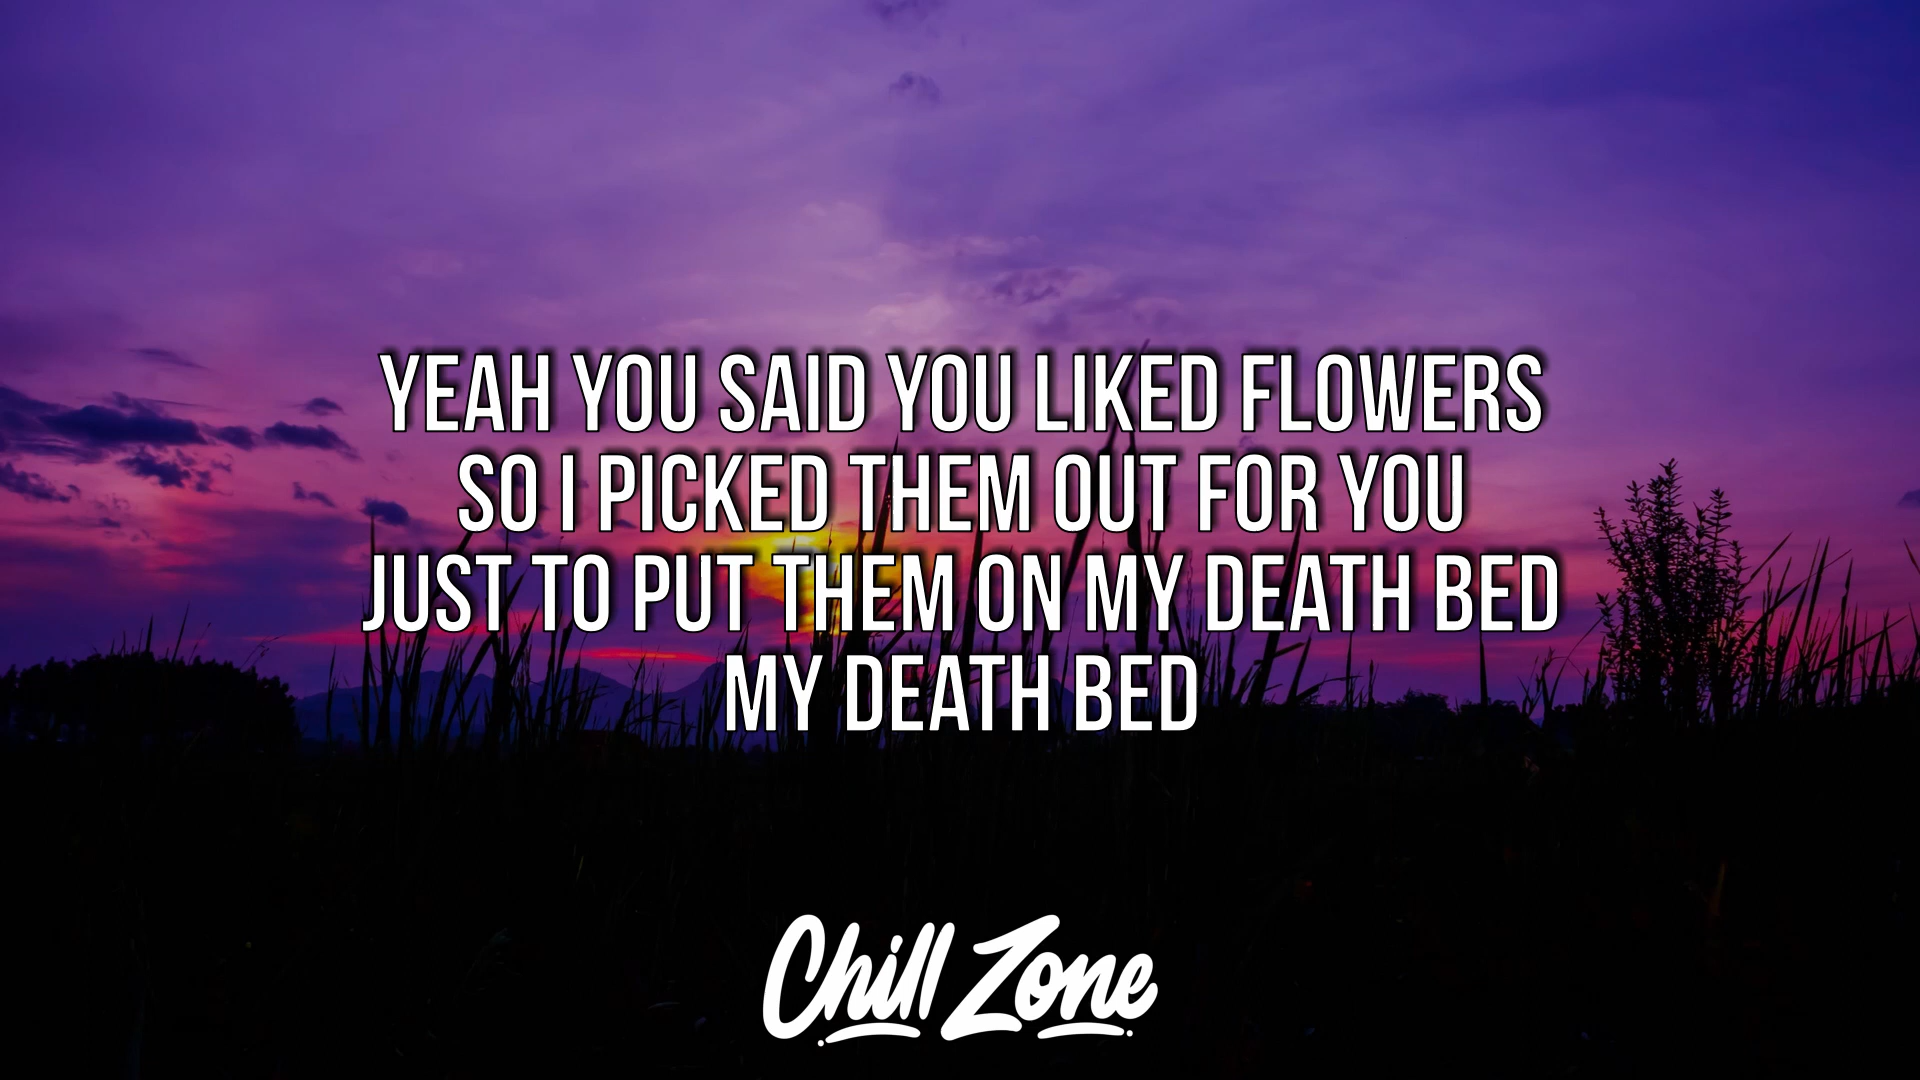 YEAH YOU SAID YOU LIKED FLOWERS
SO I PICKED THEM OUT FOR YOU
JUST TO PUT THEM ON MY DEATH BED
MY DEATH BED
Chill Zone